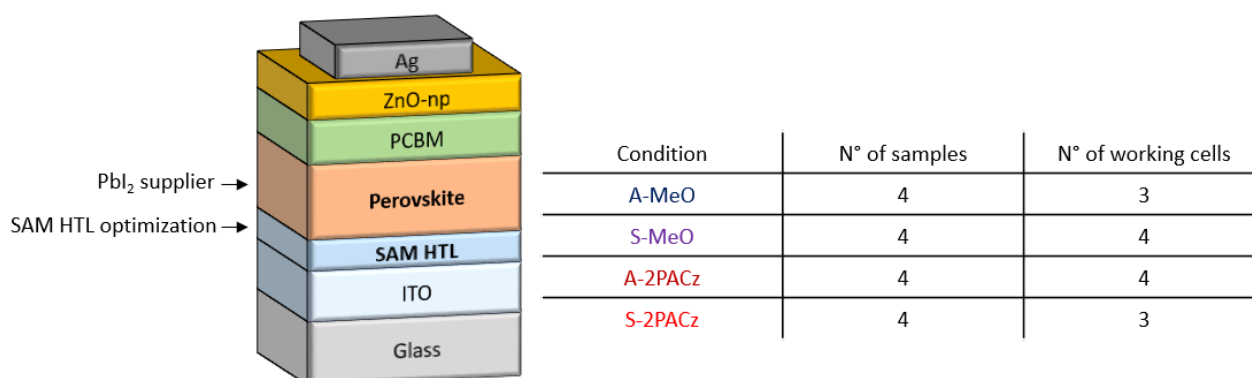 Ag
ZnO-np
PCBM
PbI₂ supplier
Perovskite
SAM HTL optimization
SAM HTL
ITO
Glass
Condition N° of samples N° of working cells
A-MeO 4 3
S-MeO 4 4
A-2PACz 4 4
S-2PACz 4 3